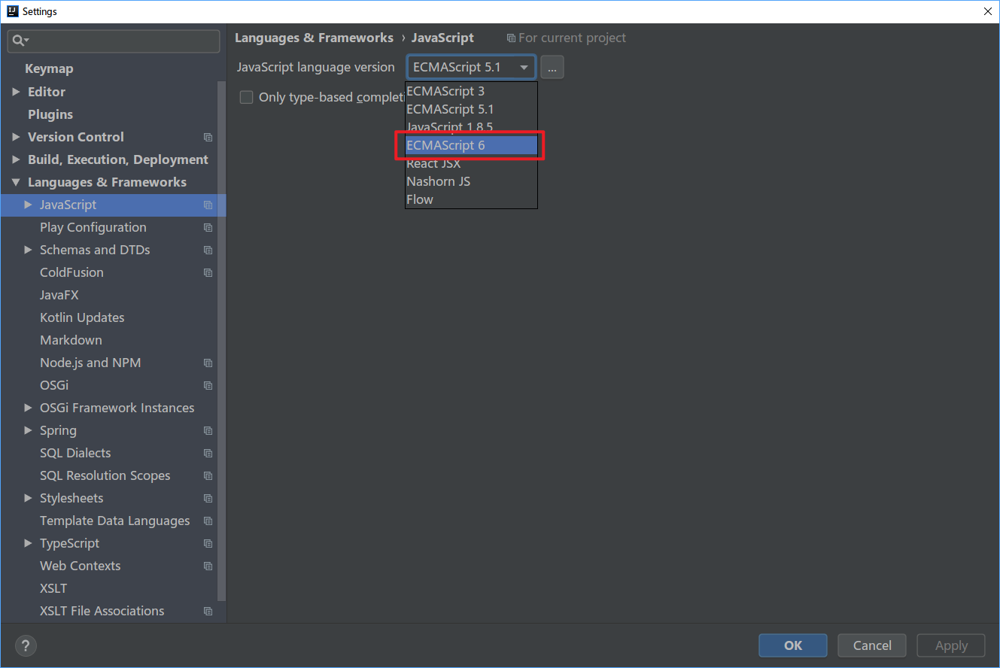 IJ
Settings
Keymap
Editor
Plugins
Version Control
Build, Execution, Deployment
Languages & Frameworks
JavaScript
Play Configuration
Schemas and DTDs
ColdFusion
JavaFX
Kotlin Updates
Markdown
Node.js and NPM
OSGi
OSGi Framework Instances
Spring
SQL Dialects
SQL Resolution Scopes
Stylesheets
Template Data Languages
TypeScript
Web Contexts
XSLT
XSLT File Associations
Languages & Frameworks › JavaScript For current project
JavaScript language version ECMAScript 5.1 ...
Only type-based completi
ECMAScript 3
ECMAScript 5.1
JavaScript 1.8.5
ECMAScript 6
React JSX
Nashorn JS
Flow
? OK Cancel Apply